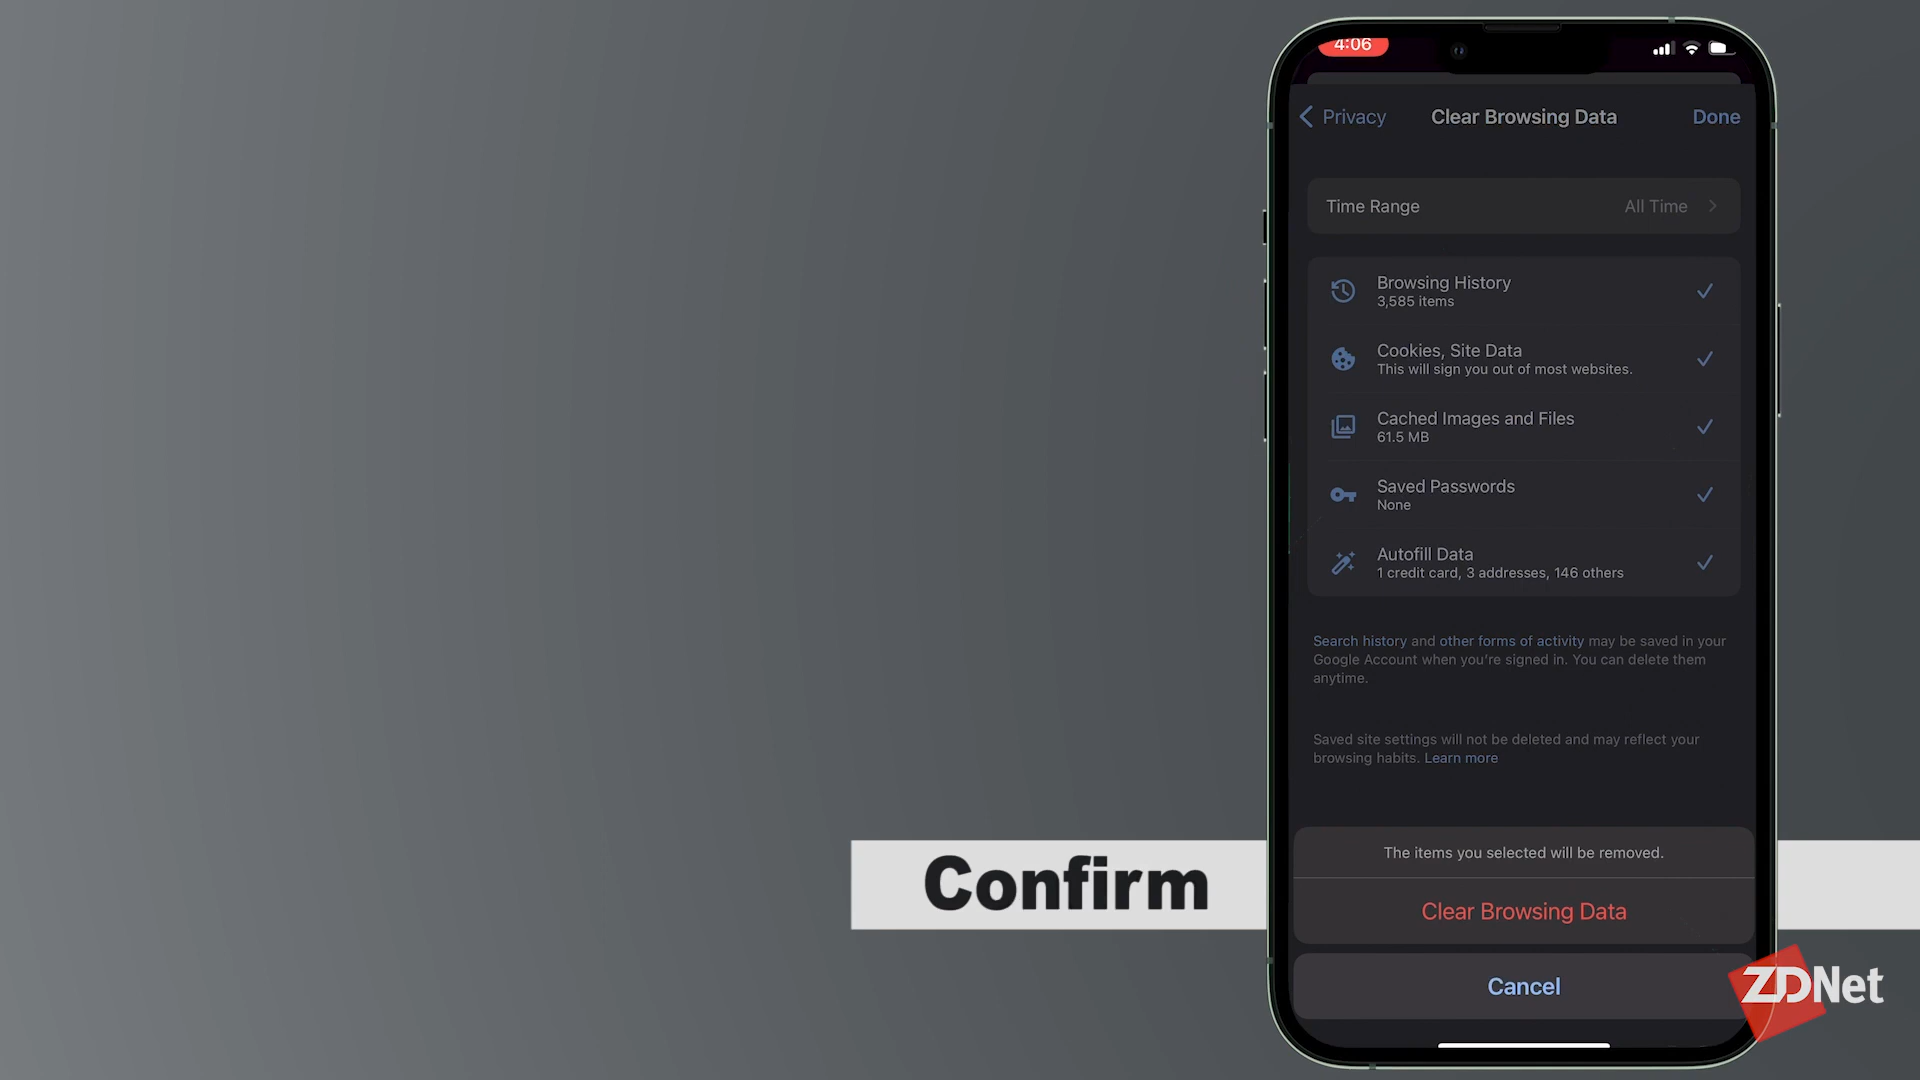 4:06
Privacy
Clear Browsing Data
Done
Time Range
All Time
Browsing History
3,585 items
Cookies, Site Data
This will sign you out of most websites.
Cached Images and Files
61.5 MB
Saved Passwords
None
Autofill Data
1 credit card, 3 addresses, 146 others
Search history and other forms of activity may be saved in your
Google Account when you're signed in. You can delete them
anytime.
Saved site settings will not be deleted and may reflect your
browsing habits. Learn more
The items you selected will be removed.
Confirm
Clear Browsing Data
Cancel
ZDNet